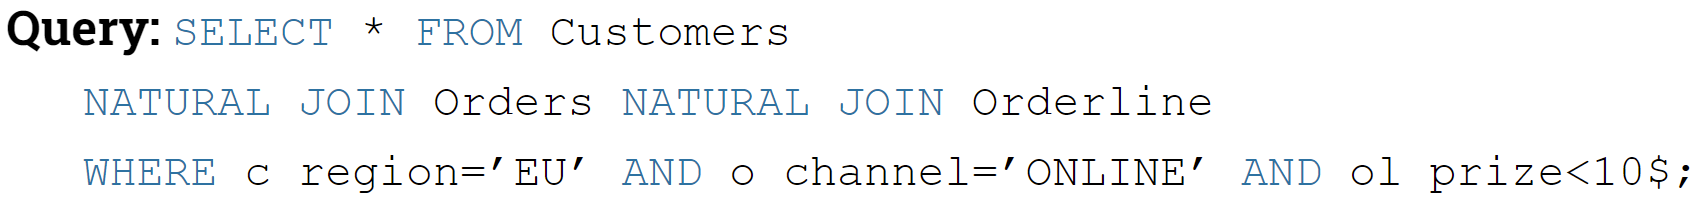 Query: SELECT * FROM Customers
NATURAL JOIN Orders NATURAL JOIN Orderline
WHERE c region=’EU’ AND o channel=’ONLINE’ AND ol prize<10$;